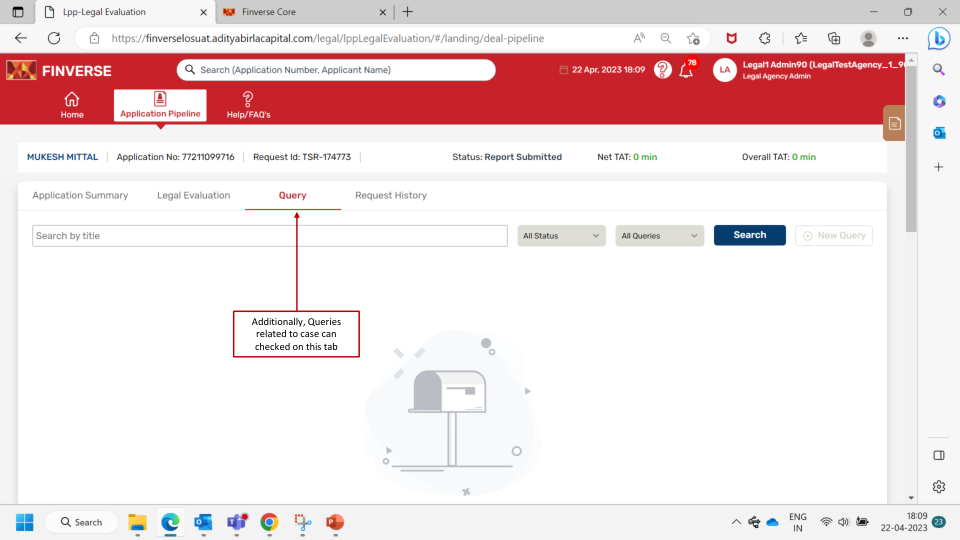 Lpp-Legal Evaluation
Finverse Core
https://finverselosuat.adityabirlacapital.com/legal/lppLegalEvaluation/#/landing/deal-pipeline
FINVERSE
Search (Application Number, Applicant Name)
22 Apr, 2023 18:09
78
LA
Legal1 Admin90 (LegalTestAgency_1_9
Legal Agency Admin
Home
Application Pipeline
Help/FAQ's
MUKESH MITTAL
Application No: 77211099716
Request Id: TSR-174773
Status: Report Submitted
Net TAT: 0 min
Overall TAT: 0 min
Application Summary
Legal Evaluation
Query
Request History
Search by title
All Status
All Queries
Search
New Query
Additionally, Queries
related to case can
checked on this tab
Search
ENG
IN
18:09
22-04-2023
23